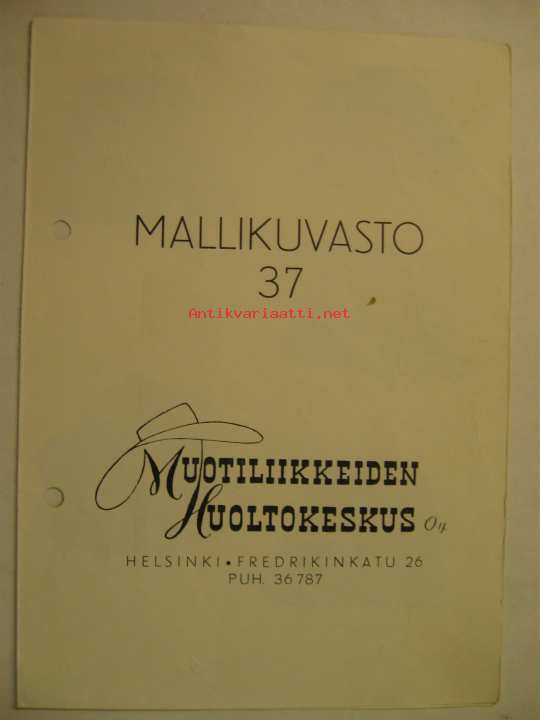 MALLIKUVASTO
37
Antikvariaatti.net
MUOTILIIKKEIDEN
HUOLTOKESKUS Oy.
HELSINKI • FREDRIKINKATU 26
PUH. 36 787